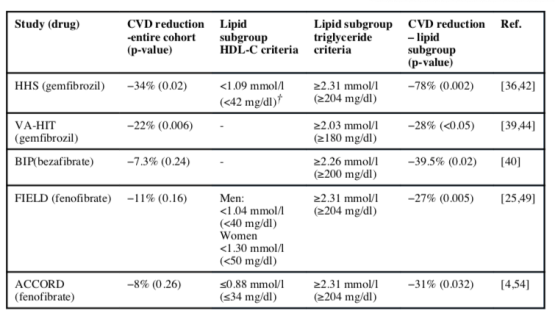 Study (drug)
CVD reduction
-entire cohort
(p-value)
Lipid
subgroup
HDL-C criteria
Lipid subgroup
triglyceride
criteria
CVD reduction
– lipid
subgroup
(p-value)
Ref.
HHS (gemfibrozil)
−34% (0.02)
<1.09 mmol/l
(<42 mg/dl)†
≥2.31 mmol/l
(≥204 mg/dl)
−78% (0.002)
[36,42]
VA-HIT
(gemfibrozil)
−22% (0.006)
-
≥2.03 mmol/l
(≥180 mg/dl)
−28% (<0.05)
[39,44]
BIP(bezafibrate)
−7.3% (0.24)
-
≥2.26 mmol/l
(≥200 mg/dl)
−39.5% (0.02)
[40]
FIELD (fenofibrate)
−11% (0.16)
Men:
<1.04 mmol/l
(<40 mg/dl)
Women
<1.30 mmol/l
(<50 mg/dl)
≥2.31 mmol/l
(≥204 mg/dl)
−27% (0.005)
[25,49]
ACCORD
(fenofibrate)
−8% (0.26)
≤0.88 mmol/l
(≤34 mg/dl)
≥2.31 mmol/l
(≥204 mg/dl)
−31% (0.032)
[4,54]